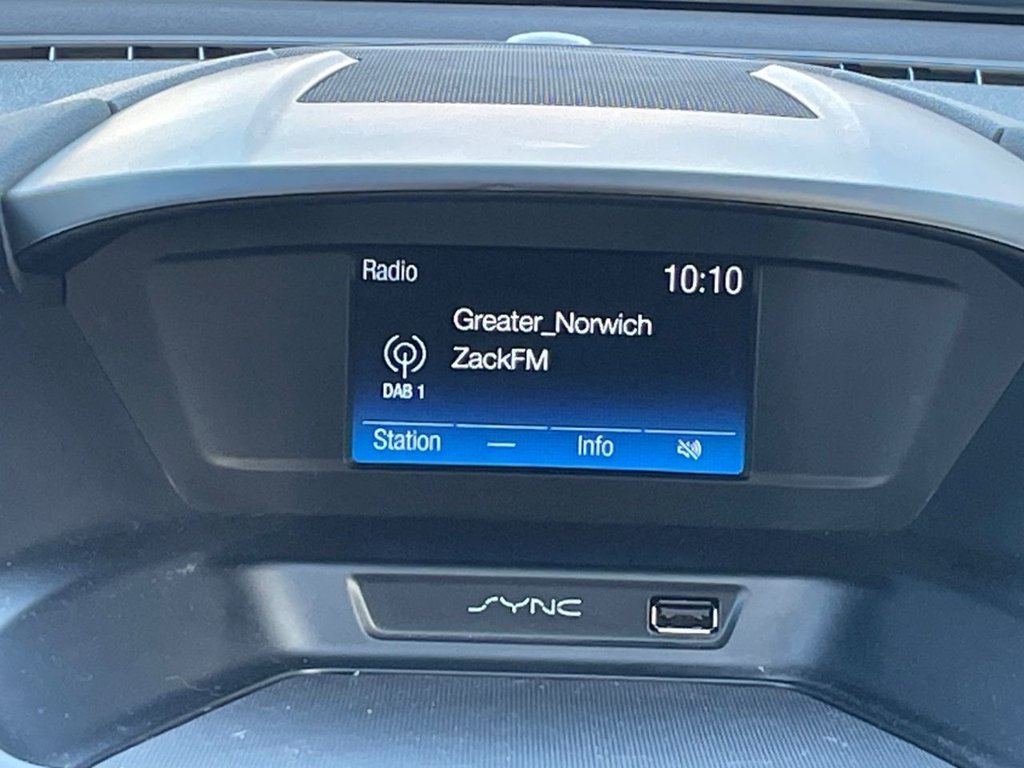 Radio
10:10
Greater_Norwich
ZackFM
DAB 1
Station
—
Info
SYNC